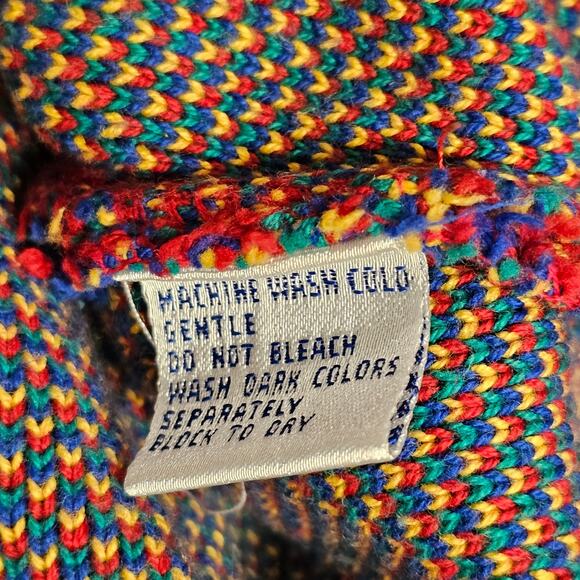 MACHINE WASH COLD
GENTLE
DO NOT BLEACH
WASH DARK COLORS
SEPARATELY
BLOCK TO DRY